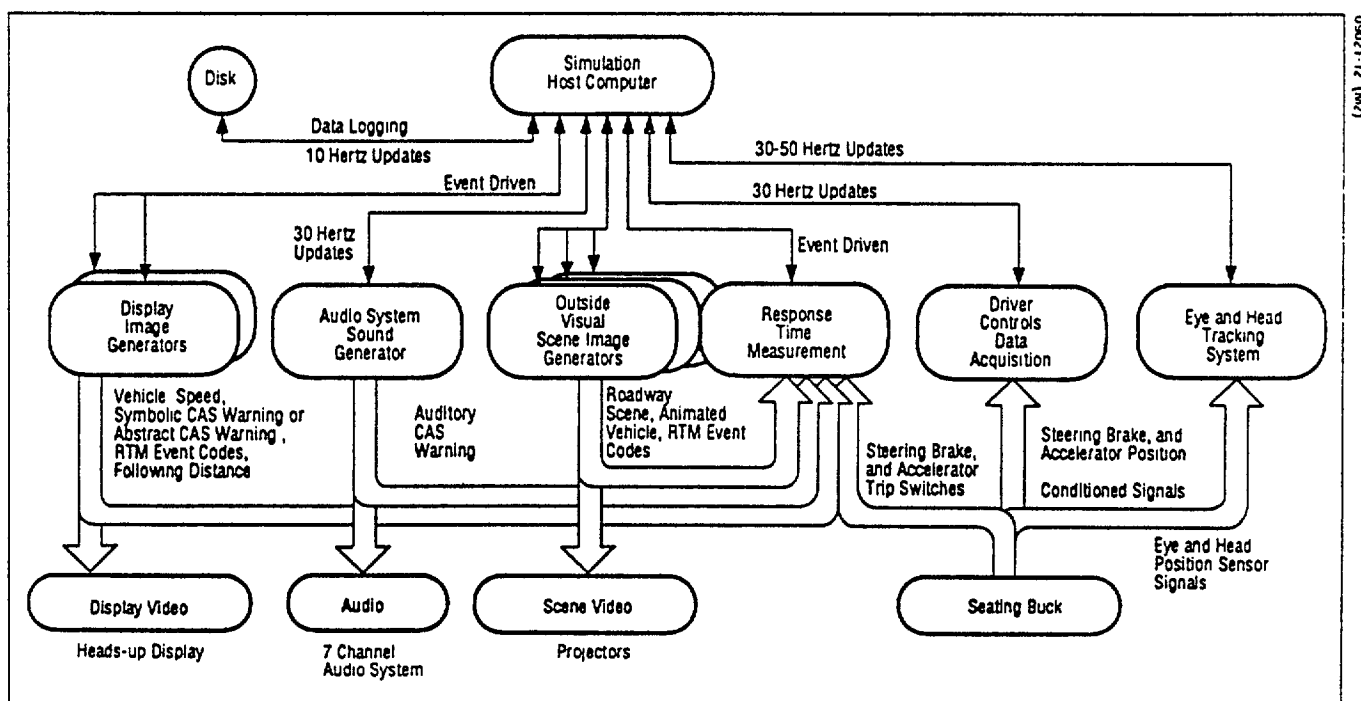 Simulation
Host Computer
Disk
Data Logging
10 Hertz Updates
30-50 Hertz Updates
Event Driven
30 Hertz Updates
30 Hertz
Updates
Event Driven
Display
Image
Generators
Audio System
Sound
Generator
Outside
Visual
Scene Image
Generators
Response
Time
Measurement
Driver
Controls
Data
Acquisition
Eye and Head
Tracking
System
Vehicle Speed,
Symbolic CAS Warning or
Abstract CAS Warning ,
RTM Event Codes,
Following Distance
Auditory
CAS
Warning
Roadway
Scene, Animated
Vehicle, RTM Event
Codes
Steering Brake,
and Accelerator
Trip Switches
Steering Brake, and
Accelerator Position
Conditioned Signals
Eye and Head
Position Sensor
Signals
Display Video
Audio
Scene Video
Seating Buck
Heads-up Display
7 Channel
Audio System
Projectors